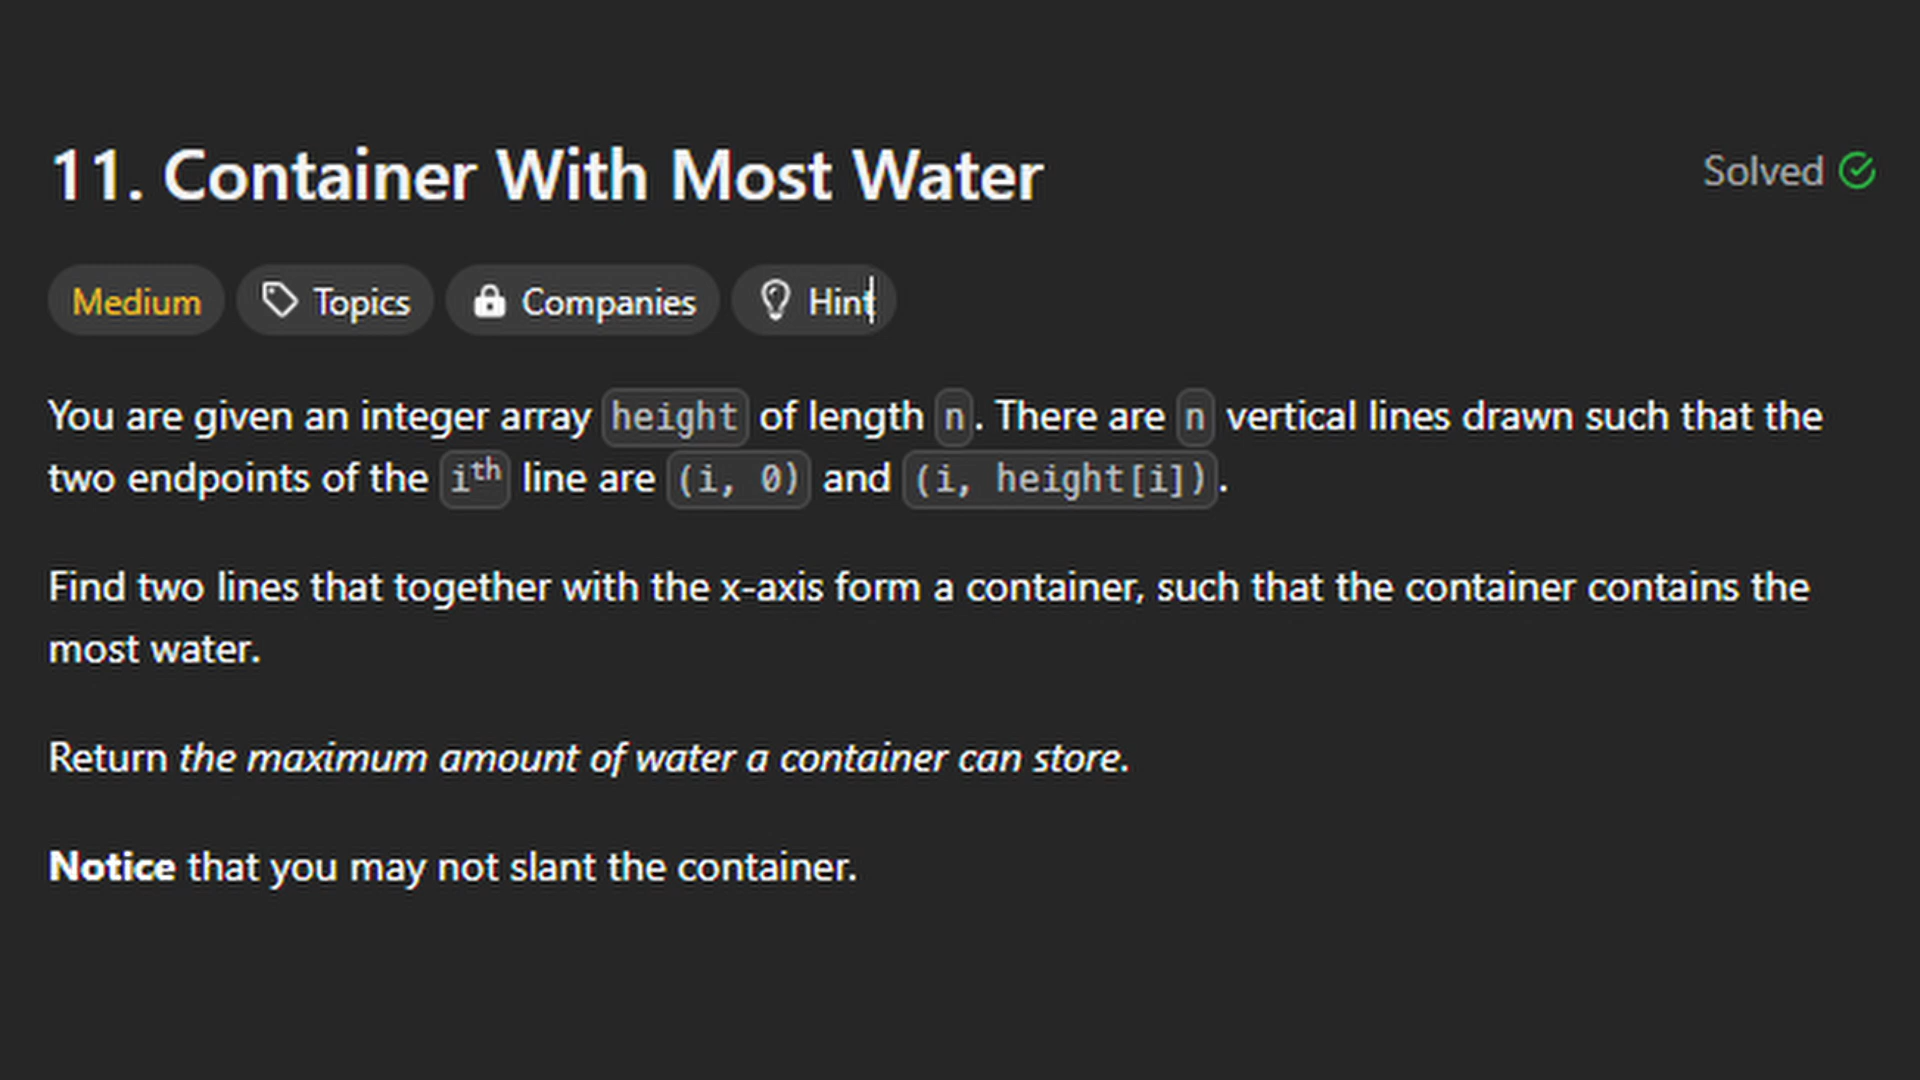 11. Container With Most Water
Solved
Medium Topics Companies Hint
You are given an integer array height of length n. There are n vertical lines drawn such that the
two endpoints of the iᵗʰ line are (i, 0) and (i, height[i]).
Find two lines that together with the x-axis form a container, such that the container contains the
most water.
Return the maximum amount of water a container can store.
Notice that you may not slant the container.